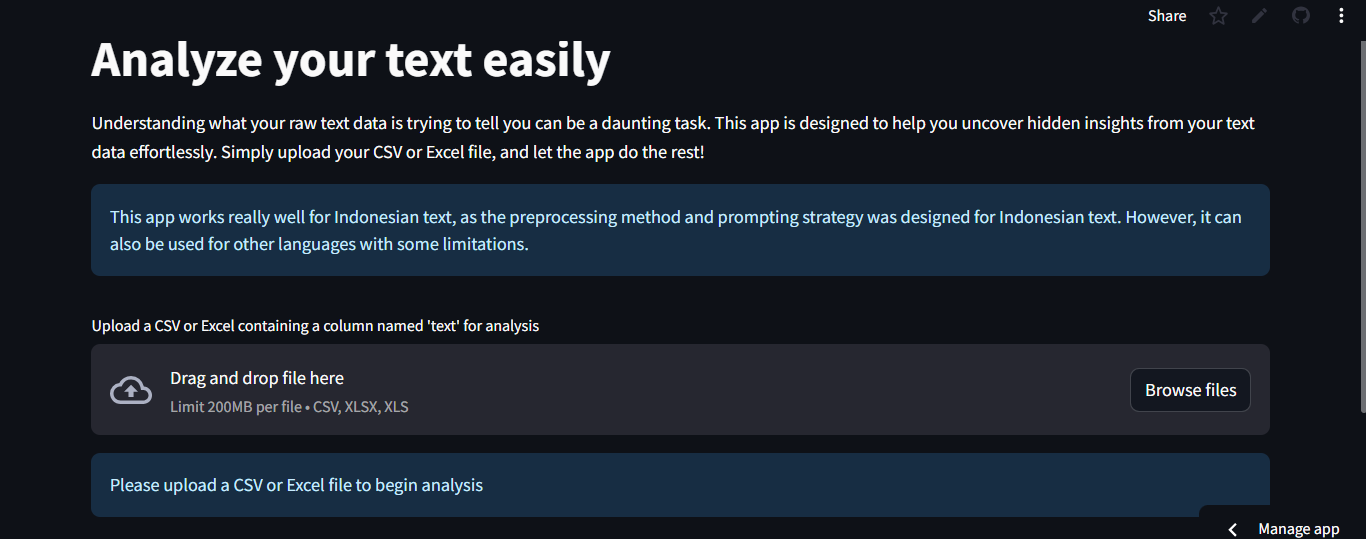 Share
Analyze your text easily
Understanding what your raw text data is trying to tell you can be a daunting task. This app is designed to help you uncover hidden insights from your text
data effortlessly. Simply upload your CSV or Excel file, and let the app do the rest!
This app works really well for Indonesian text, as the preprocessing method and prompting strategy was designed for Indonesian text. However, it can
also be used for other languages with some limitations.
Upload a CSV or Excel containing a column named 'text' for analysis
Drag and drop file here
Limit 200MB per file • CSV, XLSX, XLS
Browse files
Please upload a CSV or Excel file to begin analysis
Manage app